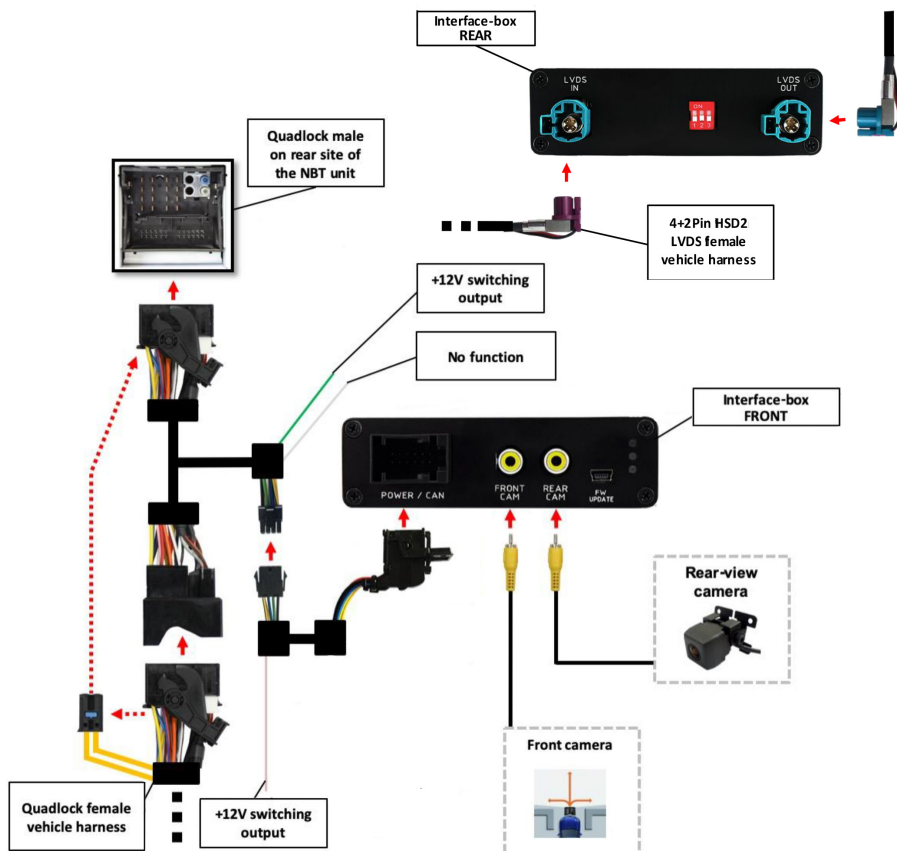 Interface-box
REAR
LVDS
IN
LVDS
OUT
ON
1 2 3
Quadlock male
on rear site of
the NBT unit
4+2Pin HSD2
LVDS female
vehicle harness
+12V switching
output
No function
Interface-box
FRONT
POWER / CAN
FRONT
CAM
REAR
CAM
FW
UPDATE
Rear-view
camera
Front camera
Quadlock female
vehicle harness
+12V switching
output